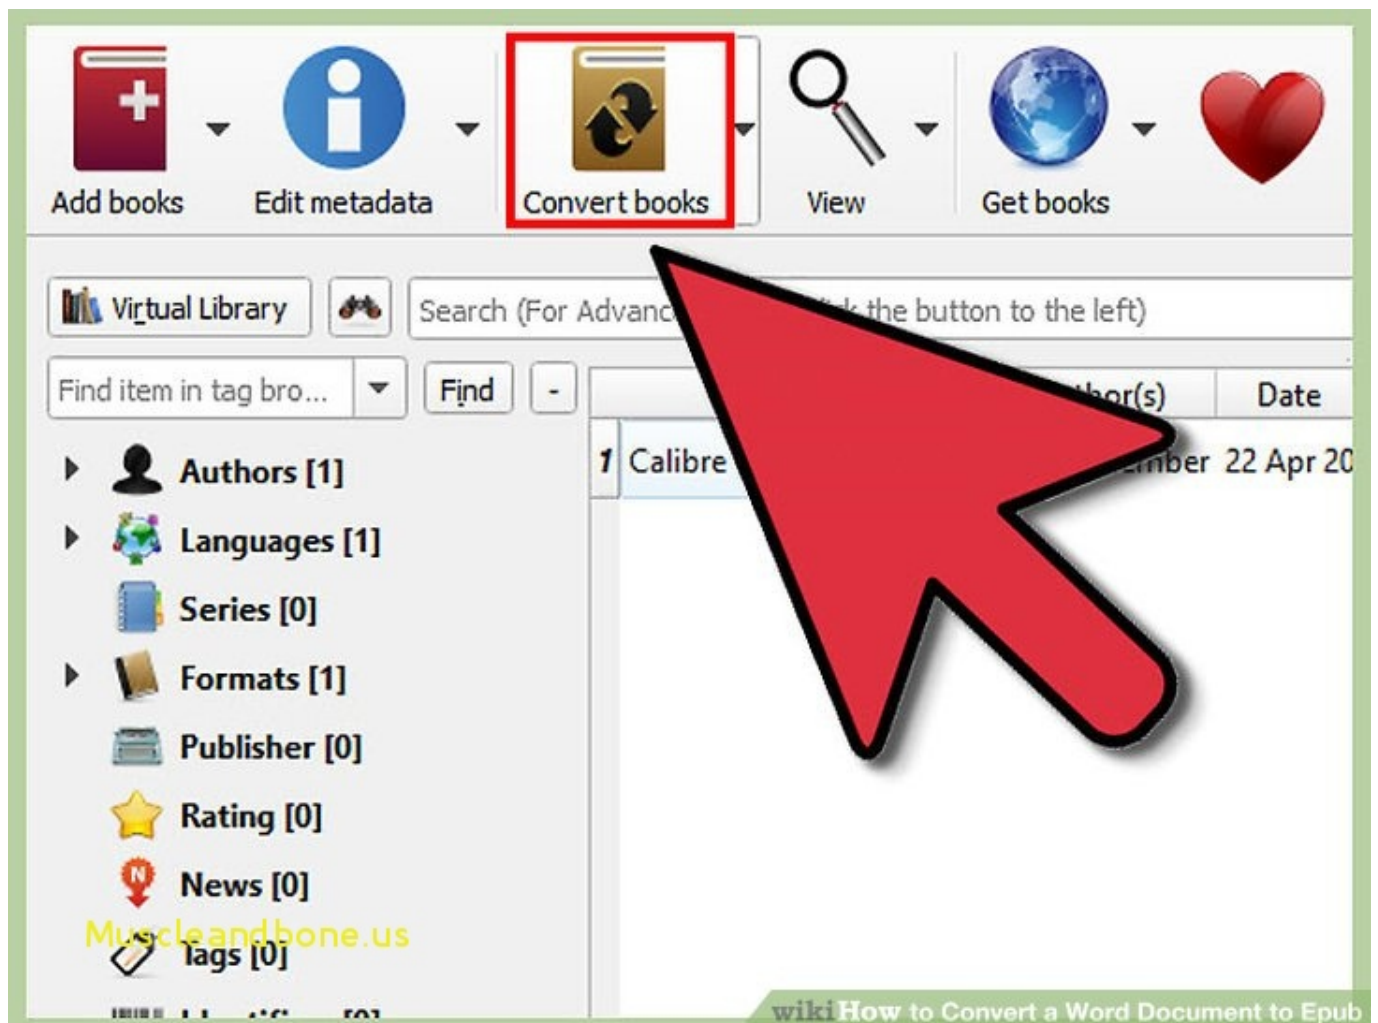 Add books
Edit metadata
Convert books
View
Get books
Virtual Library
Search (For Advanc the button to the left)
Find item in tag bro...
Find
-
hor(s)
Date
1 Calibre 22 Apr 20
Authors [1]
Languages [1]
Series [0]
Formats [1]
Publisher [0]
Rating [0]
News [0]
Muscleandbone.us
Tags [0]
wikiHow to Convert a Word Document to Epub